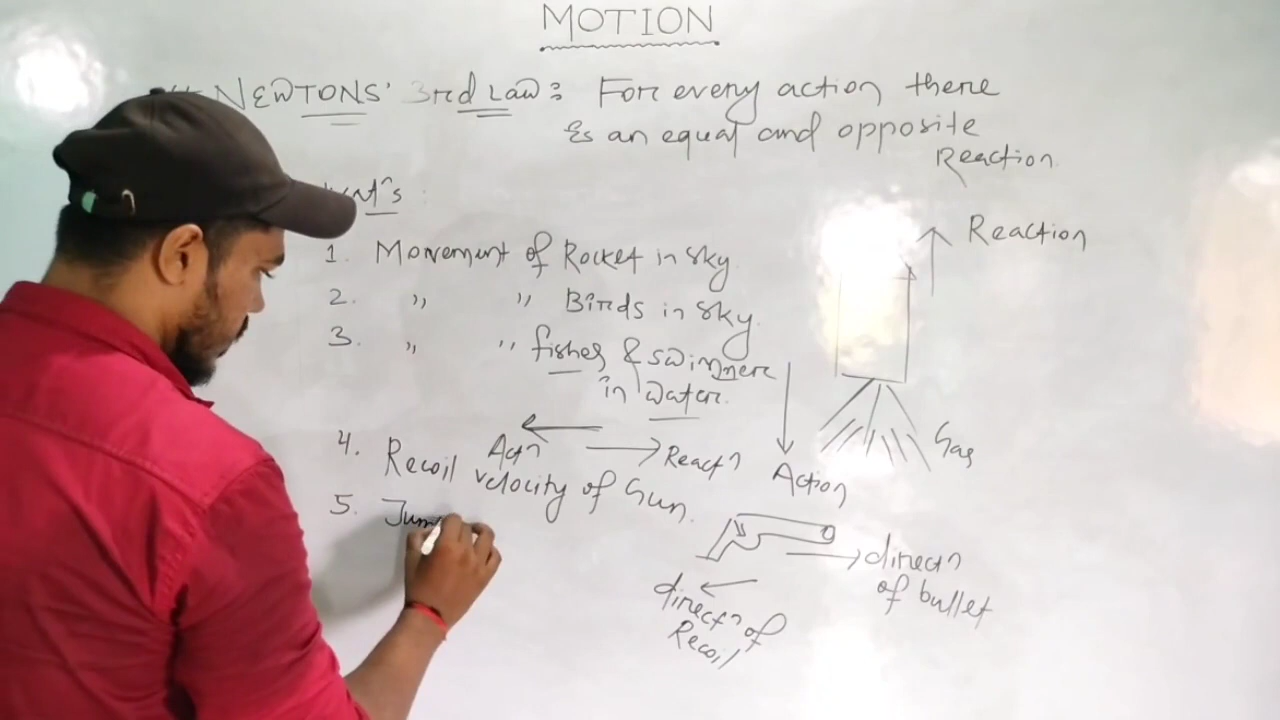 MOTION
NEWTONS' 3rd LAW: For every action there
is an equal and opposite
Reaction
1. Movement of Rocket in sky
2. ,, ,, Birds in sky.
3. ,, ,, fishes & swimmers
in water.
Reaction
Gas
Action
Actn
Reactn
4. Recoil velocity of Gun.
5. Jum
directn
of bullet
directn of
Recoil